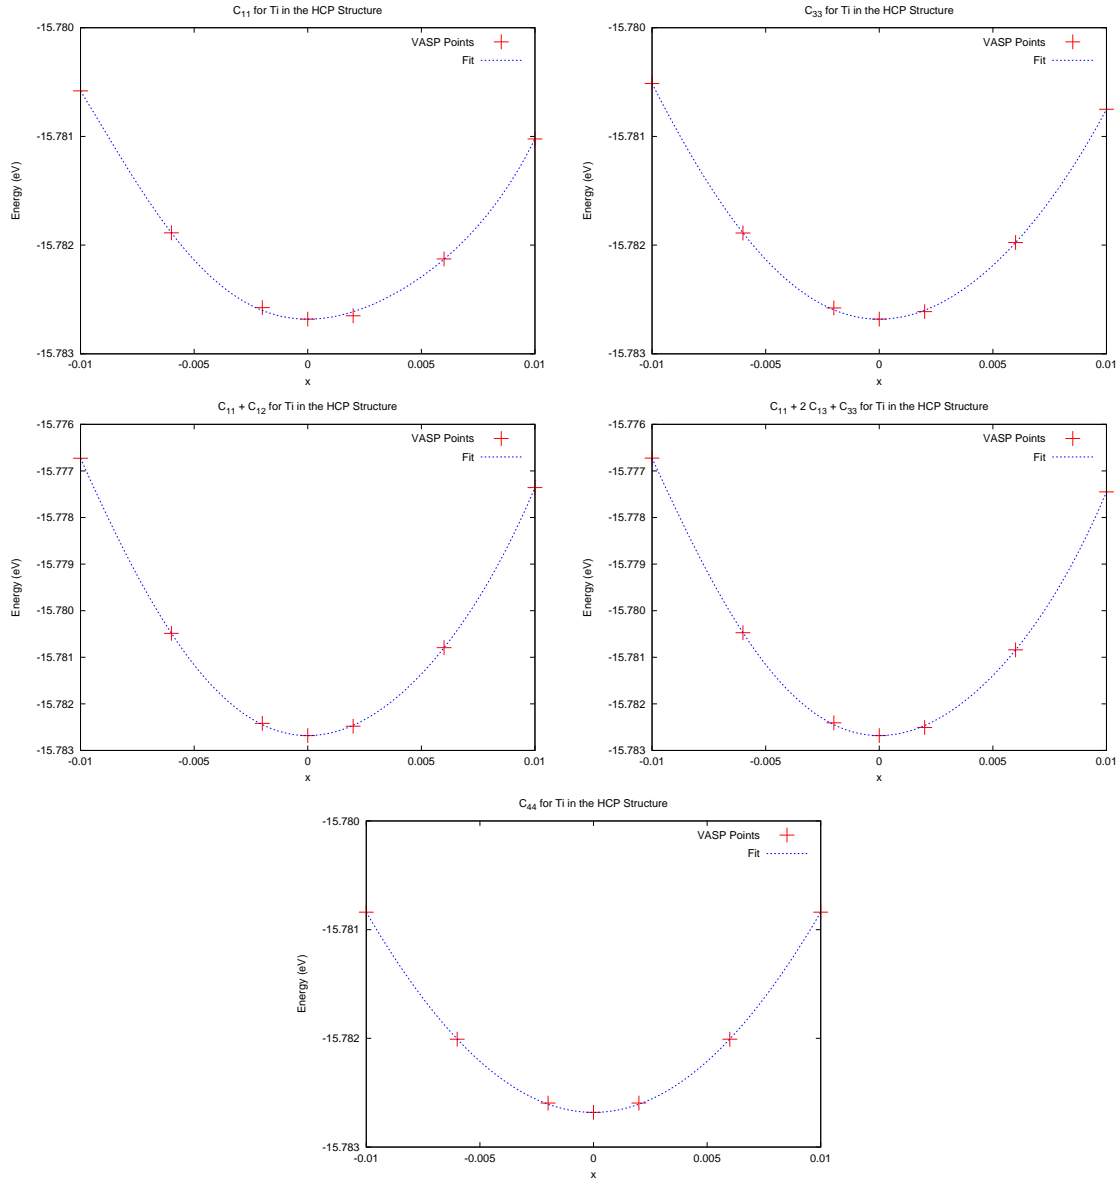 C11 for Ti in the HCP Structure
-15.780
-15.781
-15.782
-15.783
-0.01
-0.005
0
0.005
0.01
Energy (eV)
x
VASP Points
Fit
C33 for Ti in the HCP Structure
-15.780
-15.781
-15.782
-15.783
-0.01
-0.005
0
0.005
0.01
Energy (eV)
x
VASP Points
Fit
C11 + C12 for Ti in the HCP Structure
-15.776
-15.777
-15.778
-15.779
-15.780
-15.781
-15.782
-15.783
-0.01
-0.005
0
0.005
0.01
Energy (eV)
x
VASP Points
Fit
C11 + 2 C13 + C33 for Ti in the HCP Structure
-15.776
-15.777
-15.778
-15.779
-15.780
-15.781
-15.782
-15.783
-0.01
-0.005
0
0.005
0.01
Energy (eV)
x
VASP Points
Fit
C44 for Ti in the HCP Structure
-15.780
-15.781
-15.782
-15.783
-0.01
-0.005
0
0.005
0.01
Energy (eV)
x
VASP Points
Fit